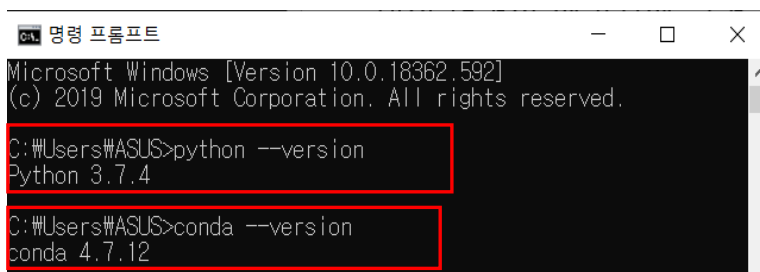 명령 프롬프트
Microsoft Windows [Version 10.0.18362.592]
(c) 2019 Microsoft Corporation. All rights reserved.
C:₩Users₩ASUS>python --version
Python 3.7.4
C:₩Users₩ASUS>conda --version
conda 4.7.12